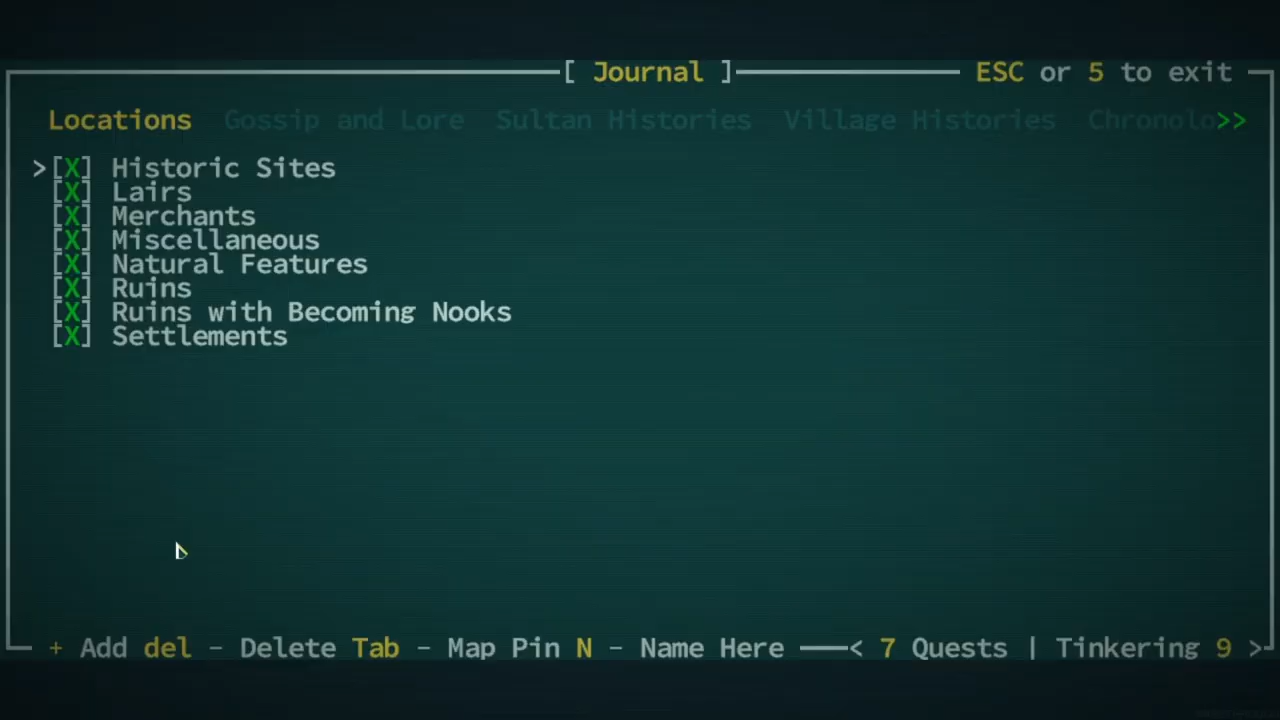 [ Journal ] ESC or 5 to exit
Locations Gossip and Lore Sultan Histories Village Histories Chronolo>>
>[X] Historic Sites
[X] Lairs
[X] Merchants
[X] Miscellaneous
[X] Natural Features
[X] Ruins
[X] Ruins with Becoming Nooks
[X] Settlements
+ Add del - Delete Tab - Map Pin N - Name Here < 7 Quests | Tinkering 9 >